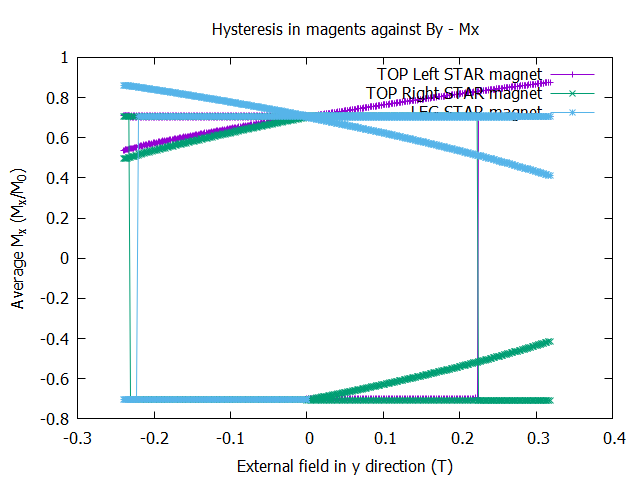 Hysteresis in magents against By - Mx
1
0.8
0.6
0.4
0.2
0
-0.2
-0.4
-0.6
-0.8
Average Mx (Mx/M0)
TOP Left STAR magnet
TOP Right STAR magnet
LEG STAR magnet
-0.3 -0.2 -0.1 0 0.1 0.2 0.3 0.4
External field in y direction (T)